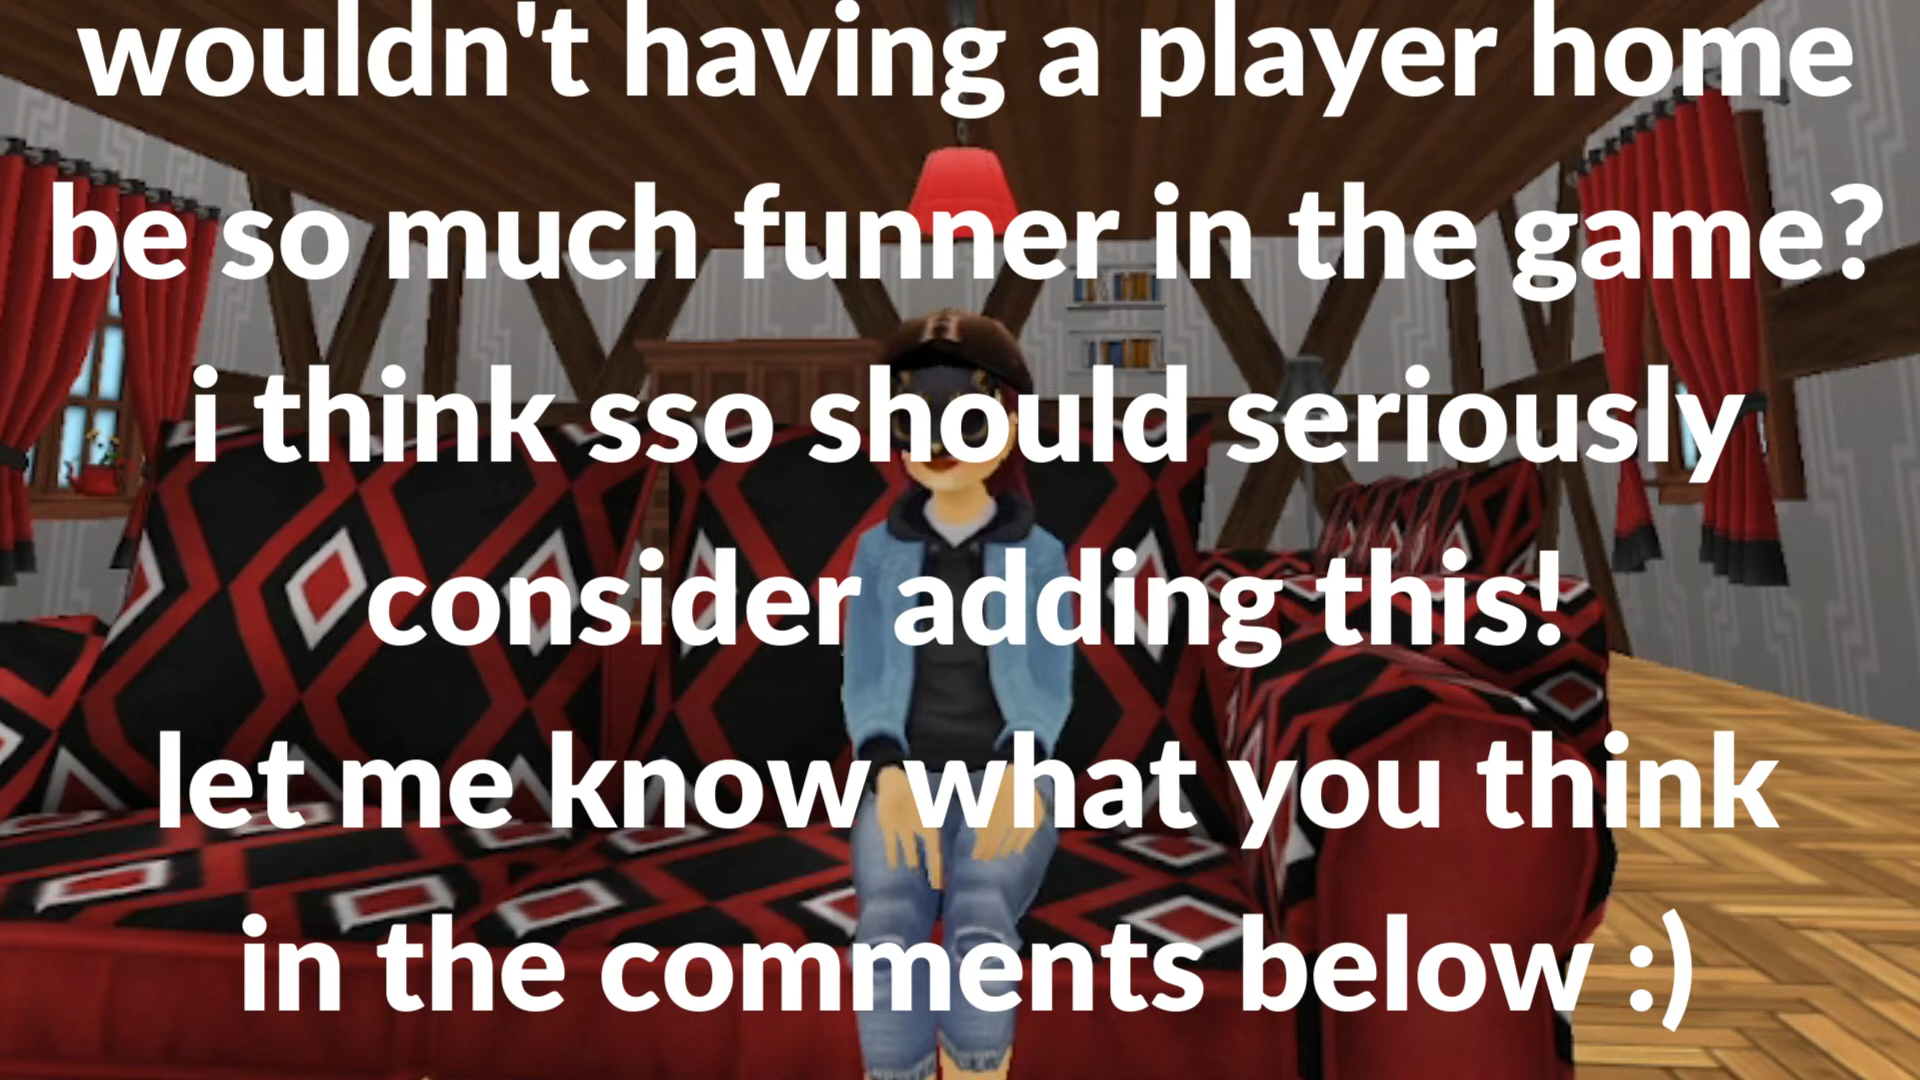 wouldn't having a player home
be so much funner in the game?
i think sso should seriously
consider adding this!
let me know what you think
in the comments below :)